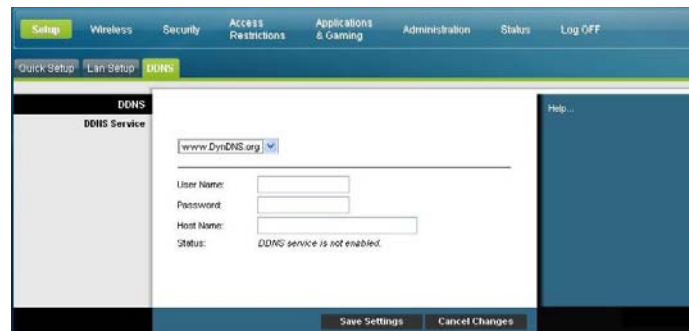 Setup Wireless Security Access Restrictions Applications & Gaming Administration Status Log OFF
Quick Setup Lan Setup DDNS
DDNS
DDNS Service
Help...
www.DynDNS.org
User Name:
Password:
Host Name:
Status: DDNS service is not enabled.
Save Settings Cancel Changes